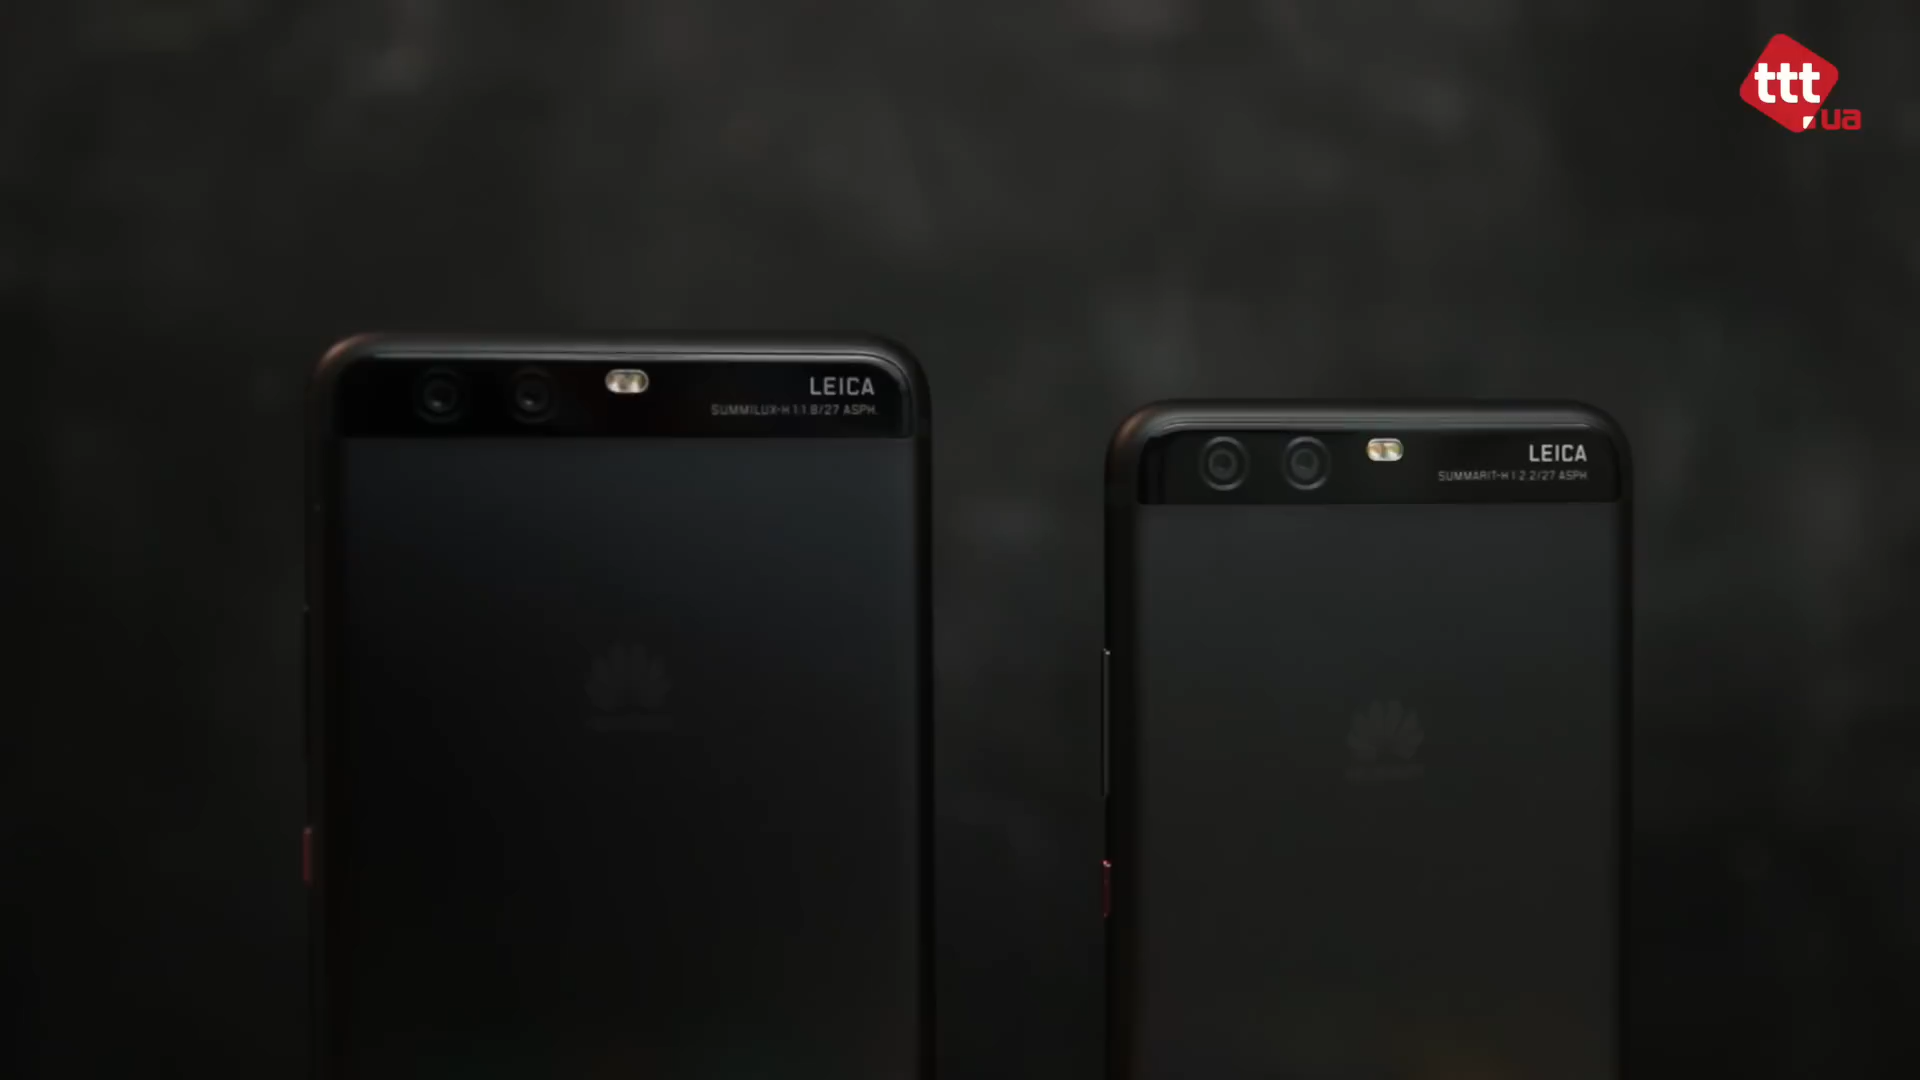 ttt
.ua
LEICA
SUMMILUX-H 1:1.8/27 ASPH.
LEICA
SUMMARIT-H 1:2.2/27 ASPH.